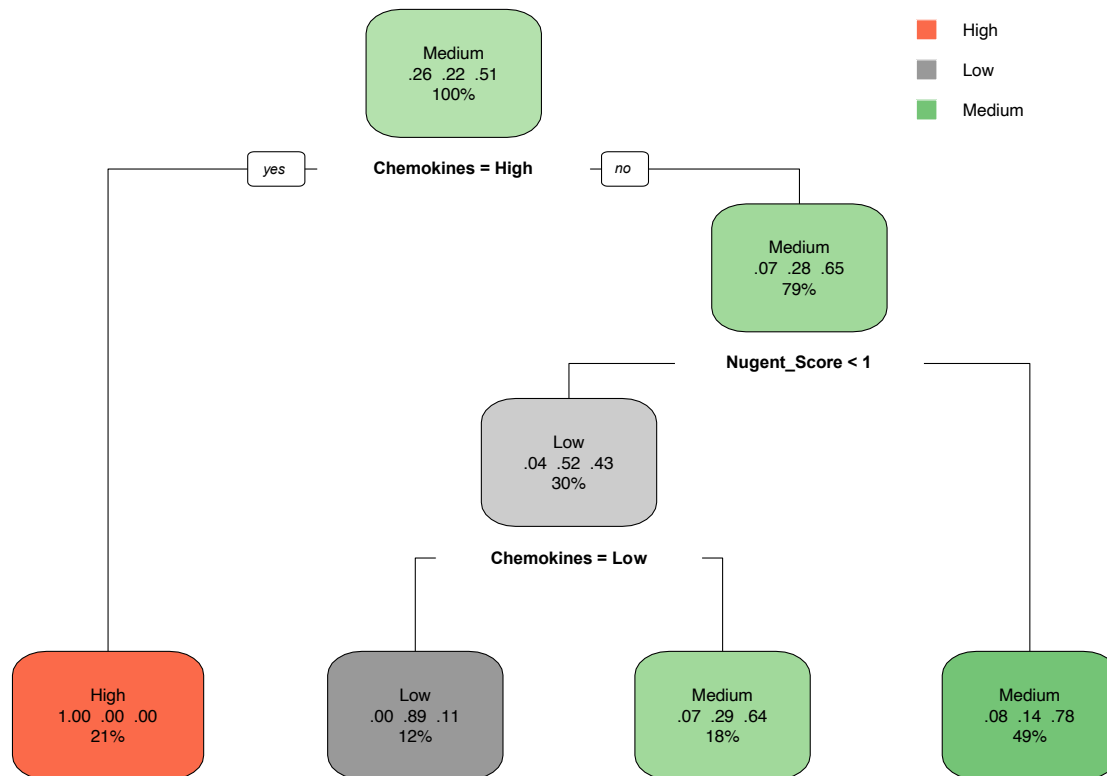 Medium
.26 .22 .51
100%
High
Low
Medium
yes
Chemokines = High
no
Medium
.07 .28 .65
79%
Nugent_Score < 1
Low
.04 .52 .43
30%
Chemokines = Low
High
1.00 .00 .00
21%
Low
.00 .89 .11
12%
Medium
.07 .29 .64
18%
Medium
.08 .14 .78
49%